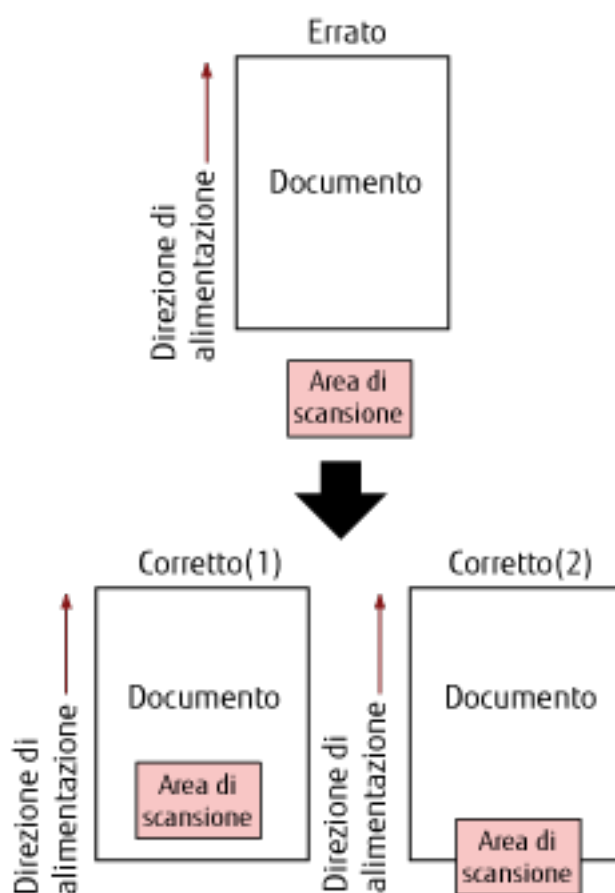 Errato
Direzione di
alimentazione
Documento
Area di
scansione
Corretto(1)
Direzione di
alimentazione
Documento
Area di
scansione
Corretto(2)
Direzione di
alimentazione
Documento
Area di
scansione